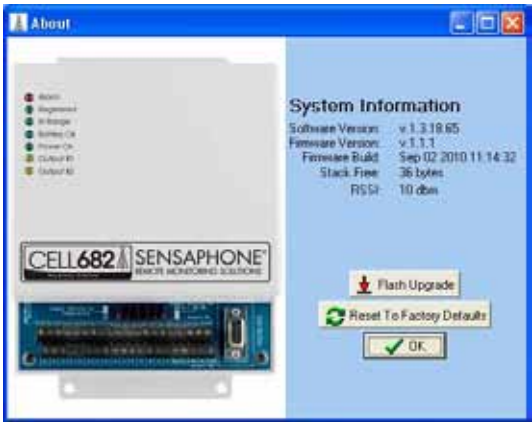 About
Alarm
Registered
In Range
Battery OK
Power On
Output #1
Output #2
CELL682 SENSAPHONE®
REMOTE MONITORING SOLUTIONS
System Information
Software Version: v.1.3.18.65
Firmware Version: v.1.1.1
Firmware Build: Sep 02 2010 11:14:32
Stack Free: 36 bytes
RSSI: 10 dbm
Flash Upgrade
Reset To Factory Defaults
OK